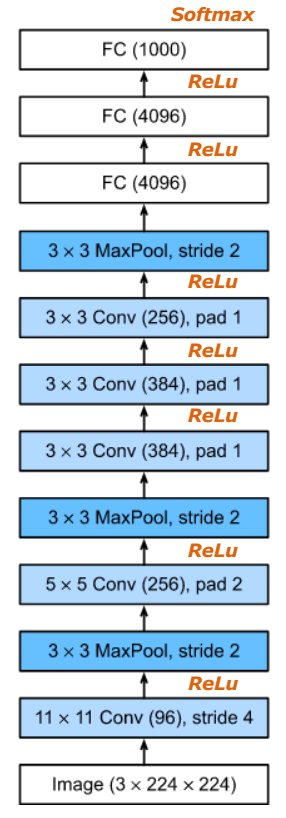 Softmax
FC (1000)
ReLu
FC (4096)
ReLu
FC (4096)
3 × 3 MaxPool, stride 2
ReLu
3 × 3 Conv (256), pad 1
ReLu
3 × 3 Conv (384), pad 1
ReLu
3 × 3 Conv (384), pad 1
3 × 3 MaxPool, stride 2
ReLu
5 × 5 Conv (256), pad 2
3 × 3 MaxPool, stride 2
ReLu
11 × 11 Conv (96), stride 4
Image (3 × 224 × 224)